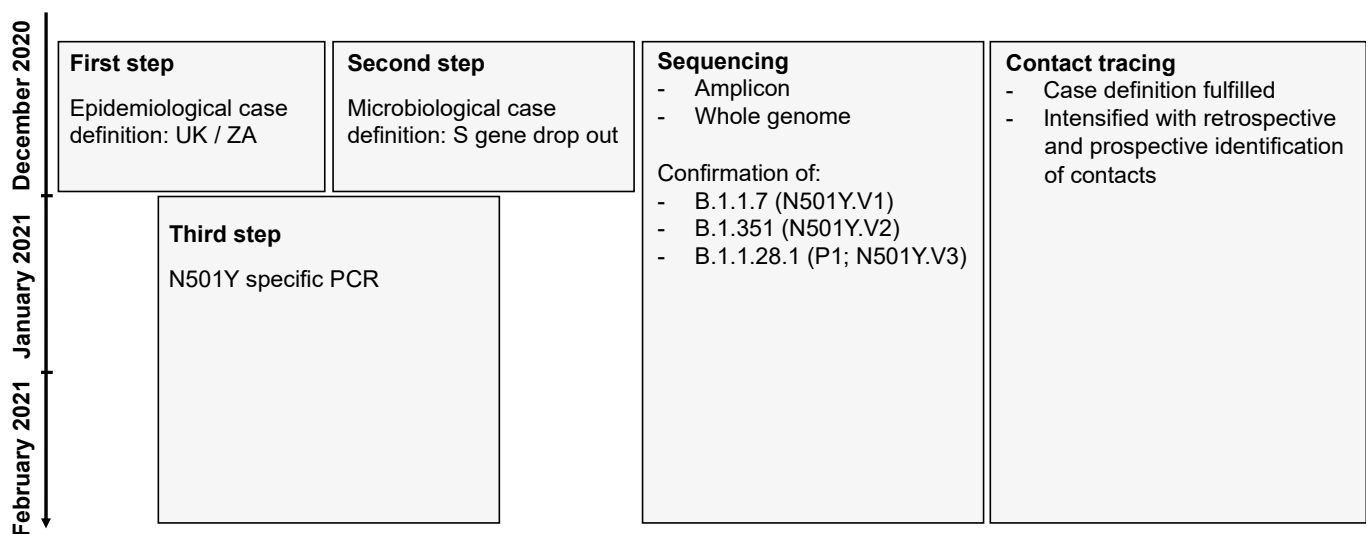 December 2020
January 2021
February 2021
First step
Epidemiological case
definition: UK / ZA
Second step
Microbiological case
definition: S gene drop out
Third step
N501Y specific PCR
Sequencing
- Amplicon
- Whole genome
Confirmation of:
- B.1.1.7 (N501Y.V1)
- B.1.351 (N501Y.V2)
- B.1.1.28.1 (P1; N501Y.V3)
Contact tracing
- Case definition fulfilled
- Intensified with retrospective
and prospective identification
of contacts